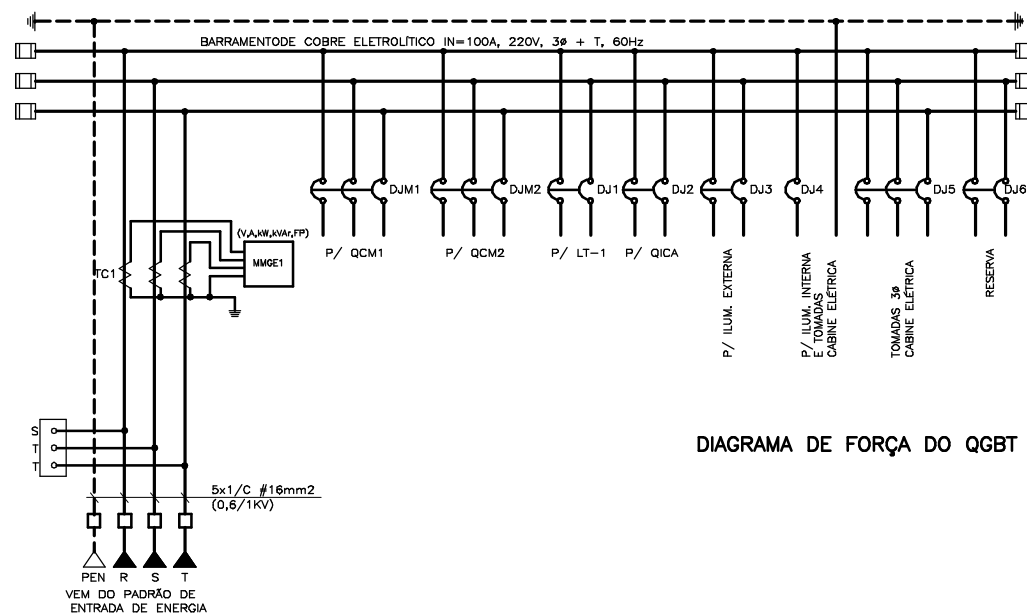 BARRAMENTODE COBRE ELETROLÍTICO IN=100A, 220V, 3ø + T, 60Hz
DJM1
DJM2
DJ1
DJ2
DJ3
DJ4
DJ5
DJ6
(V,A,kW,kVAr,FP)
MMGE1
TC1
P/ QCM1
P/ QCM2
P/ LT-1
P/ QICA
P/ ILUM. EXTERNA
P/ ILUM. INTERNA
E TOMADAS
CABINE ELÉTRICA
TOMADAS 3ø
CABINE ELÉTRICA
RESERVA
S
T
T
DIAGRAMA DE FORÇA DO QGBT
5x1/C #16mm2
(0,6/1KV)
PEN R S T
VEM DO PADRÃO DE
ENTRADA DE ENERGIA